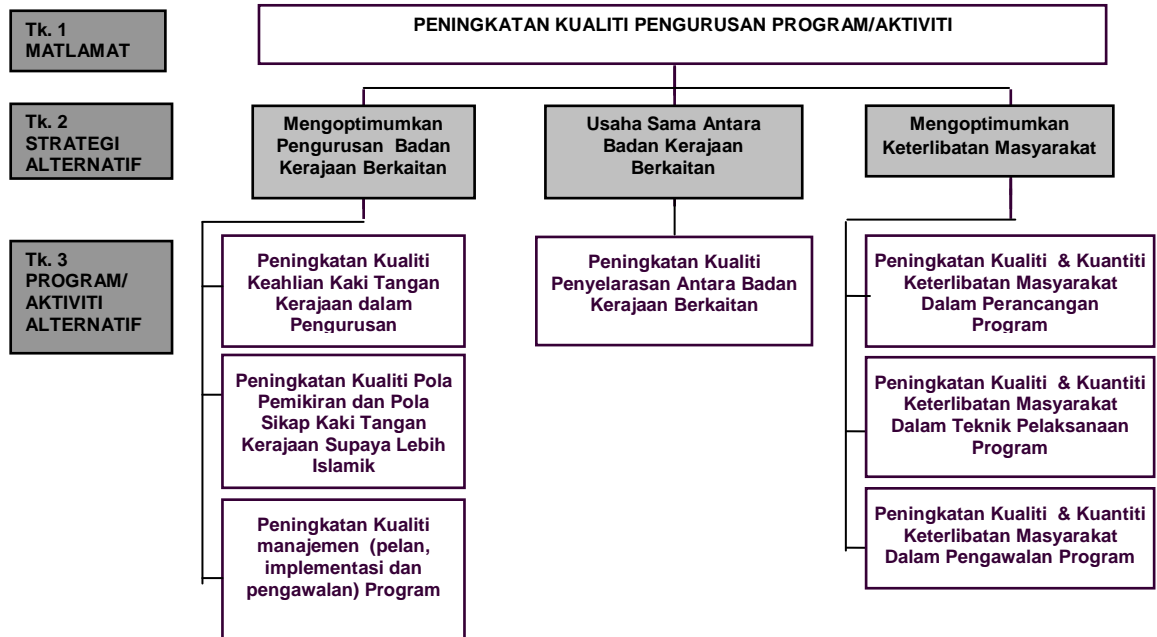 Tk. 1
MATLAMAT
PENINGKATAN KUALITI PENGURUSAN PROGRAM/AKTIVITI
Tk. 2
STRATEGI
ALTERNATIF
Mengoptimumkan
Pengurusan Badan
Kerajaan Berkaitan
Usaha Sama Antara
Badan Kerajaan
Berkaitan
Mengoptimumkan
Keterlibatan Masyarakat
Tk. 3
PROGRAM/
AKTIVITI
ALTERNATIF
Peningkatan Kualiti
Keahlian Kaki Tangan
Kerajaan dalam
Pengurusan
Peningkatan Kualiti Pola
Pemikiran dan Pola
Sikap Kaki Tangan
Kerajaan Supaya Lebih
Islamik
Peningkatan Kualiti
manajemen (pelan,
implementasi dan
pengawalan) Program
Peningkatan Kualiti
Penyelarasan Antara Badan
Kerajaan Berkaitan
Peningkatan Kualiti & Kuantiti
Keterlibatan Masyarakat
Dalam Perancangan
Program
Peningkatan Kualiti & Kuantiti
Keterlibatan Masyarakat
Dalam Teknik Pelaksanaan
Program
Peningkatan Kualiti & Kuantiti
Keterlibatan Masyarakat
Dalam Pengawalan Program